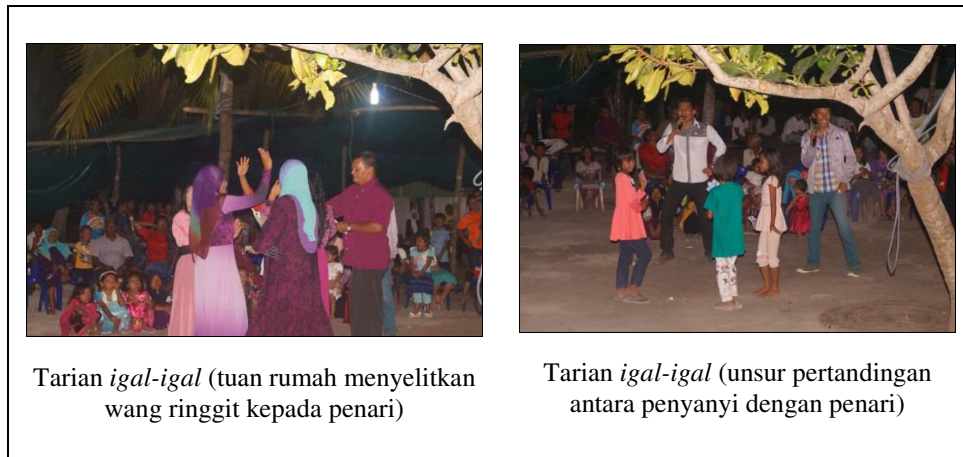 Tarian igal-igal (tuan rumah menyelitkan
wang ringgit kepada penari)
Tarian igal-igal (unsur pertandingan
antara penyanyi dengan penari)